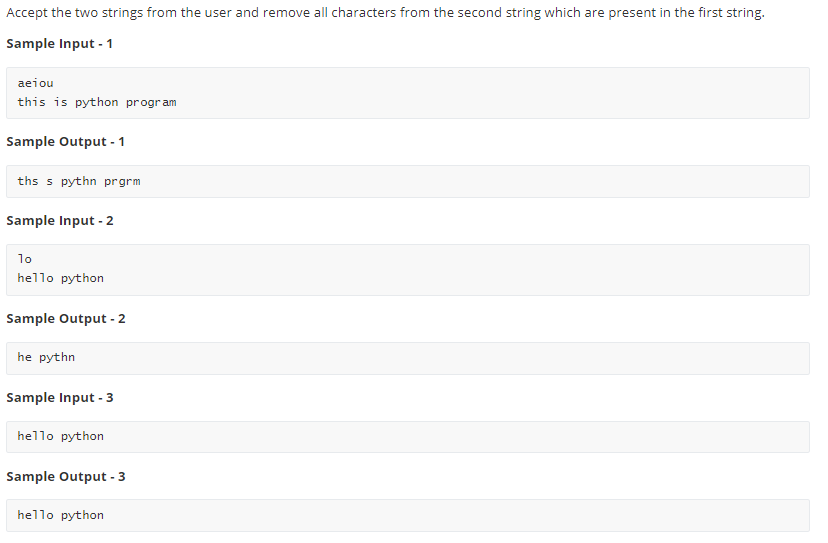 Accept the two strings from the user and remove all characters from the second string which are present in the first string.
Sample Input - 1
aeiou
this is python program
Sample Output - 1
ths s pythn prgrm
Sample Input - 2
lo
hello python
Sample Output - 2
he pythn
Sample Input - 3
hello python
Sample Output - 3
hello python